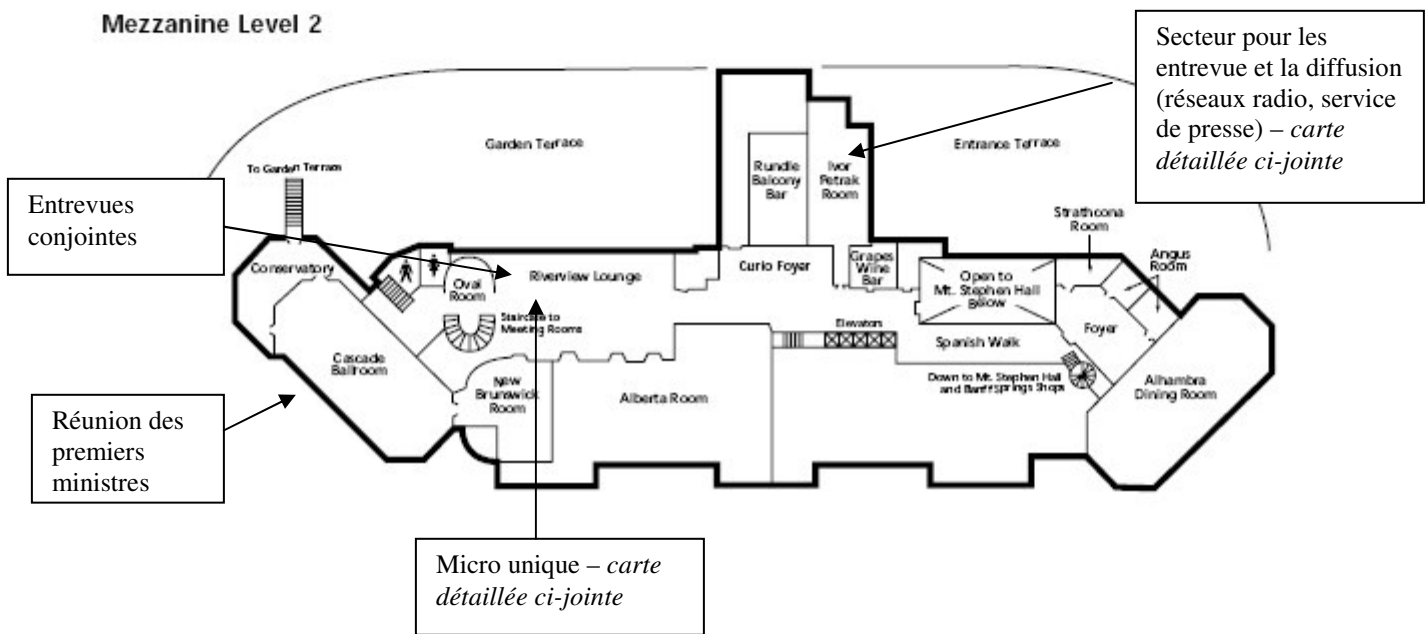 Mezzanine Level 2
Secteur pour les
entrevue et la diffusion
(réseaux radio, service
de presse) – carte
détaillée ci-jointe
Garden Terrace
Entrance Terrace
To Garden Terrace
Rundle
Balcony
Bar
Ivor
Petrak
Room
Entrevues
conjointes
Strathcona
Room
Angus
Room
Conservatory
Oval
Room
Riverview Lounge
Curio Foyer
Grapes
Wine
Bar
Open to
Mt. Stephen Hall
Below
Staircase to
Meeting Rooms
Elevators
Foyer
Spanish Walk
Cascade
Ballroom
New
Brunswick
Room
Alberta Room
Down to Mt. Stephen Hall
and Banff Springs Shops
Alhambra
Dining Room
Réunion des
premiers
ministres
Micro unique – carte
détaillée ci-jointe